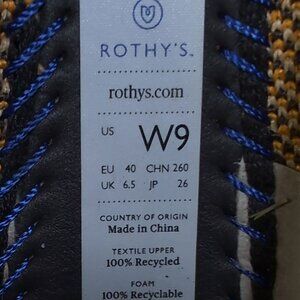 ROTHY'S™
rothys.com
US W9
EU 40 CHN 260
UK 6.5 JP 26
COUNTRY OF ORIGIN
Made in China
TEXTILE UPPER
100% Recycled
FOAM
100% Recyclable